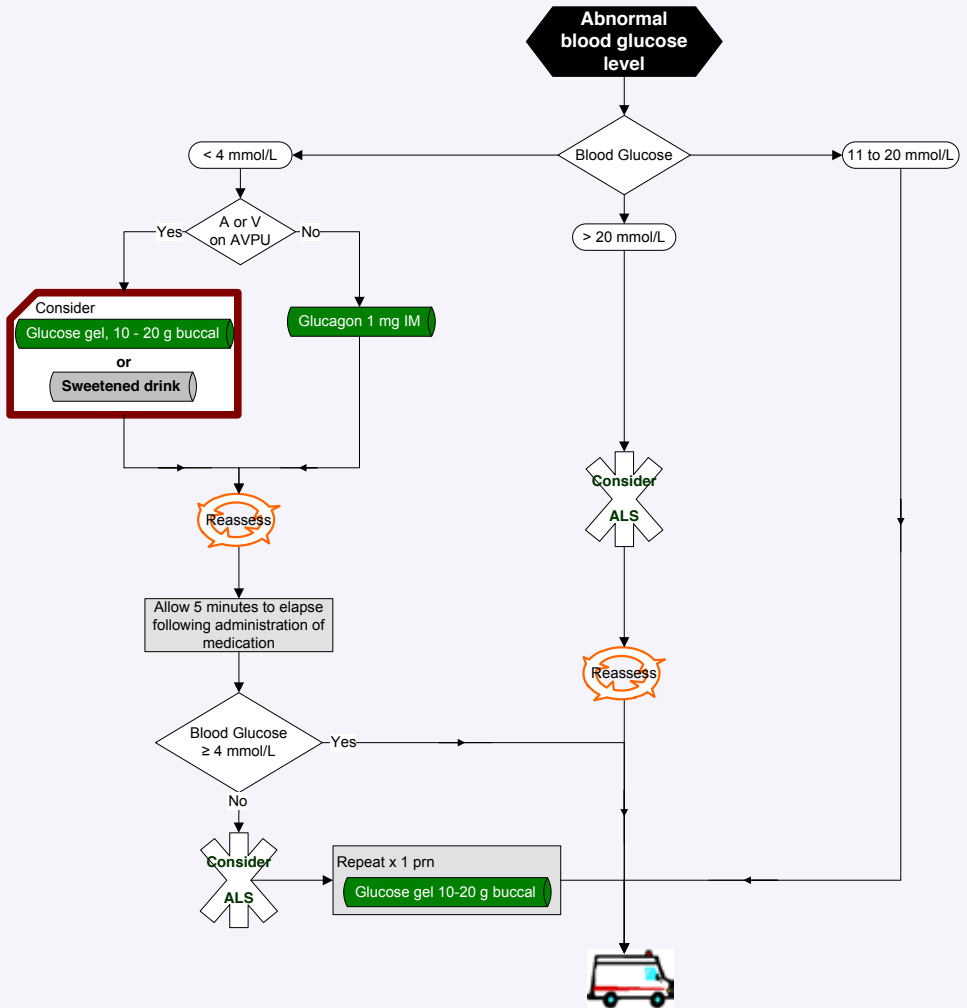 Abnormal
blood glucose
level
< 4 mmol/L
Blood Glucose
11 to 20 mmol/L
A or V
on AVPU
Yes
No
> 20 mmol/L
Consider
Glucose gel, 10 - 20 g buccal
or
Sweetened drink
Glucagon 1 mg IM
Consider
ALS
Reassess
Allow 5 minutes to elapse
following administration of
medication
Reassess
Blood Glucose
≥ 4 mmol/L
Yes
No
Consider
ALS
Repeat x 1 prn
Glucose gel 10-20 g buccal